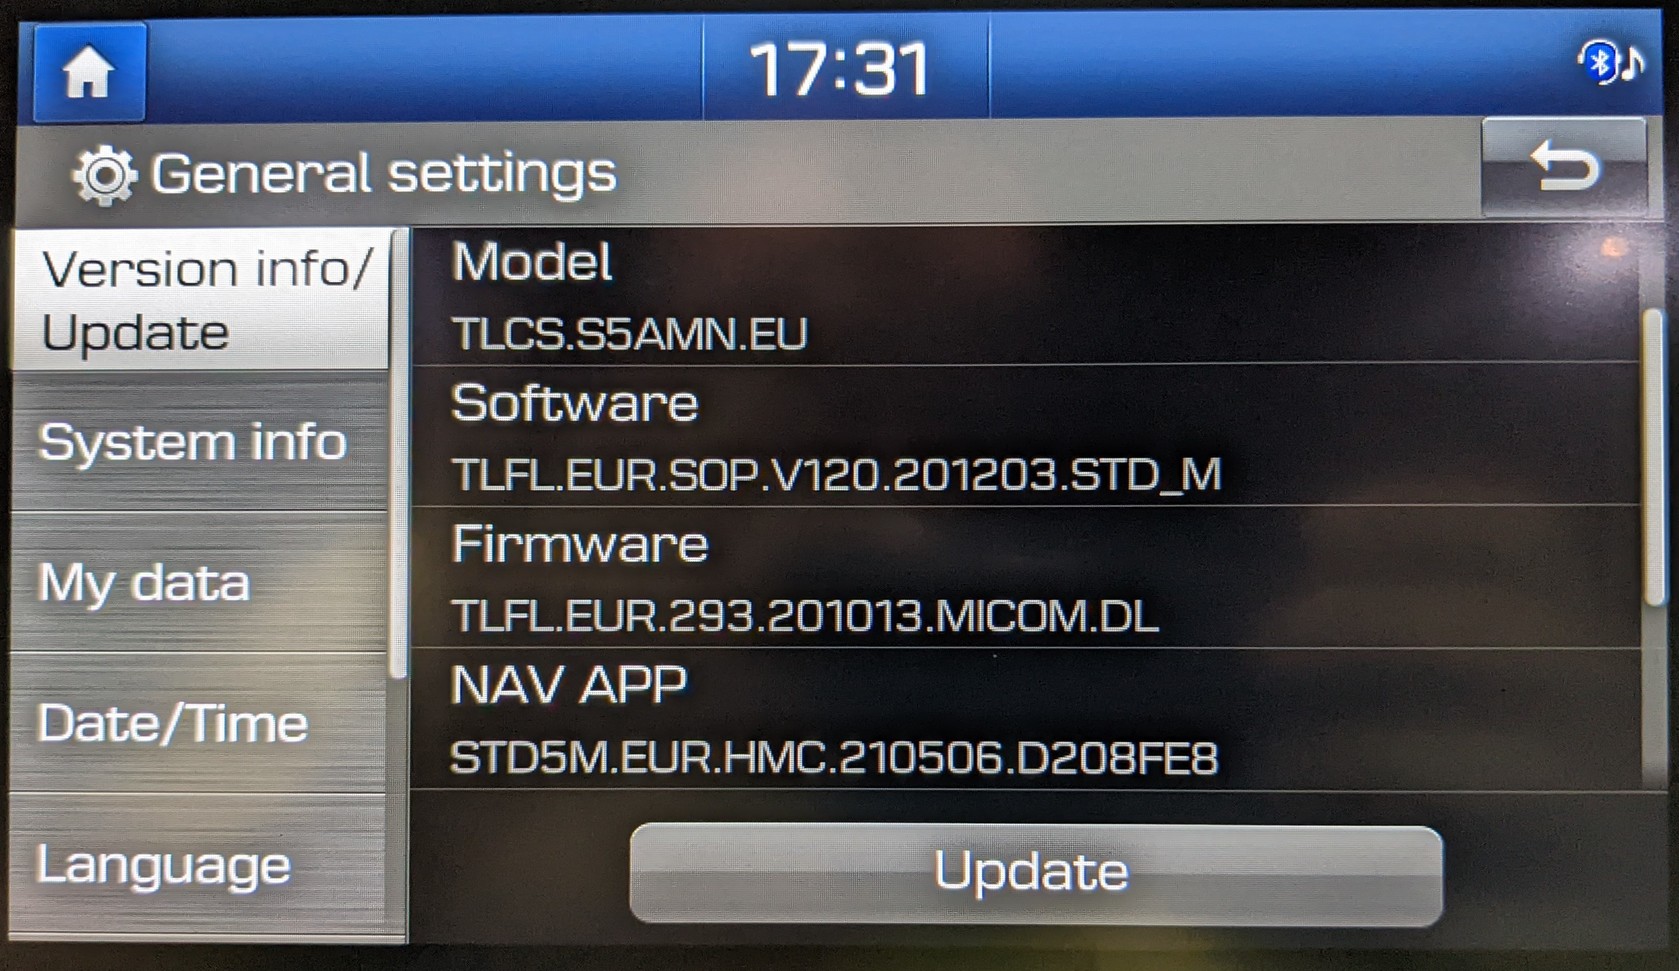 17:31
General settings
Version info/
Update
System info
My data
Date/Time
Language
Model
TLCS.S5AMN.EU
Software
TLFL.EUR.SOP.V120.201203.STD_M
Firmware
TLFL.EUR.293.201013.MICOM.DL
NAV APP
STD5M.EUR.HMC.210506.D208FE8
Update